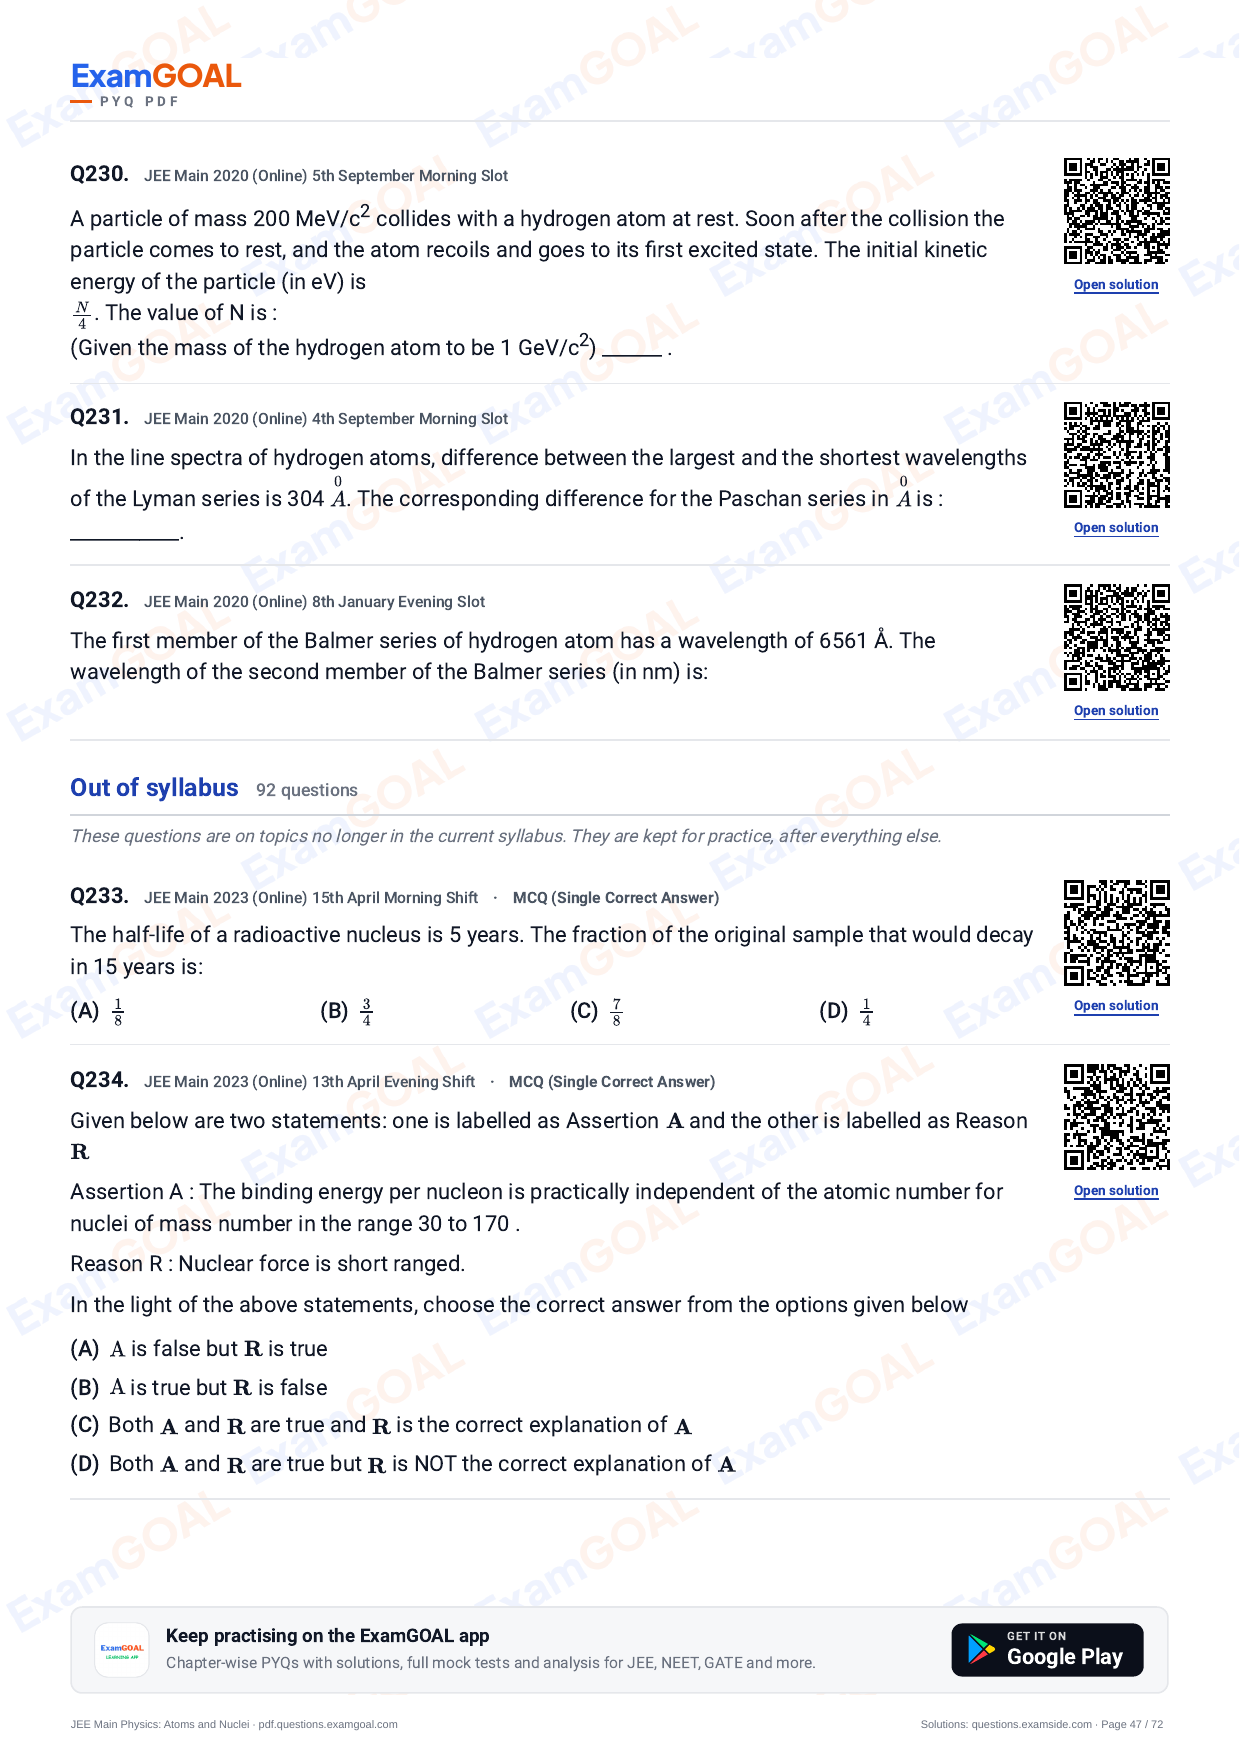 ExamGOAL
PYQ PDF
Q230. JEE Main 2020 (Online) 5th September Morning Slot
A particle of mass 200 MeV/c² collides with a hydrogen atom at rest. Soon after the collision the
particle comes to rest, and the atom recoils and goes to its first excited state. The initial kinetic
energy of the particle (in eV) is
N/4. The value of N is :
(Given the mass of the hydrogen atom to be 1 GeV/c²) ______ .
Open solution
Q231. JEE Main 2020 (Online) 4th September Morning Slot
In the line spectra of hydrogen atoms, difference between the largest and the shortest wavelengths
of the Lyman series is 304 A⁰. The corresponding difference for the Paschan series in A⁰ is :
___________.
Open solution
Q232. JEE Main 2020 (Online) 8th January Evening Slot
The first member of the Balmer series of hydrogen atom has a wavelength of 6561 Å. The
wavelength of the second member of the Balmer series (in nm) is:
Open solution
Out of syllabus 92 questions
These questions are on topics no longer in the current syllabus. They are kept for practice, after everything else.
Q233. JEE Main 2023 (Online) 15th April Morning Shift · MCQ (Single Correct Answer)
The half-life of a radioactive nucleus is 5 years. The fraction of the original sample that would decay
in 15 years is:
(A) 1/8 (B) 3/4 (C) 7/8 (D) 1/4
Open solution
Q234. JEE Main 2023 (Online) 13th April Evening Shift · MCQ (Single Correct Answer)
Given below are two statements: one is labelled as Assertion A and the other is labelled as Reason
R
Assertion A : The binding energy per nucleon is practically independent of the atomic number for
nuclei of mass number in the range 30 to 170 .
Reason R : Nuclear force is short ranged.
In the light of the above statements, choose the correct answer from the options given below
(A) A is false but R is true
(B) A is true but R is false
(C) Both A and R are true and R is the correct explanation of A
(D) Both A and R are true but R is NOT the correct explanation of A
Open solution
ExamGOAL
LEARNING APP
Keep practising on the ExamGOAL app
Chapter-wise PYQs with solutions, full mock tests and analysis for JEE, NEET, GATE and more.
GET IT ON
Google Play
JEE Main Physics: Atoms and Nuclei · pdf.questions.examgoal.com
Solutions: questions.examside.com · Page 47 / 72